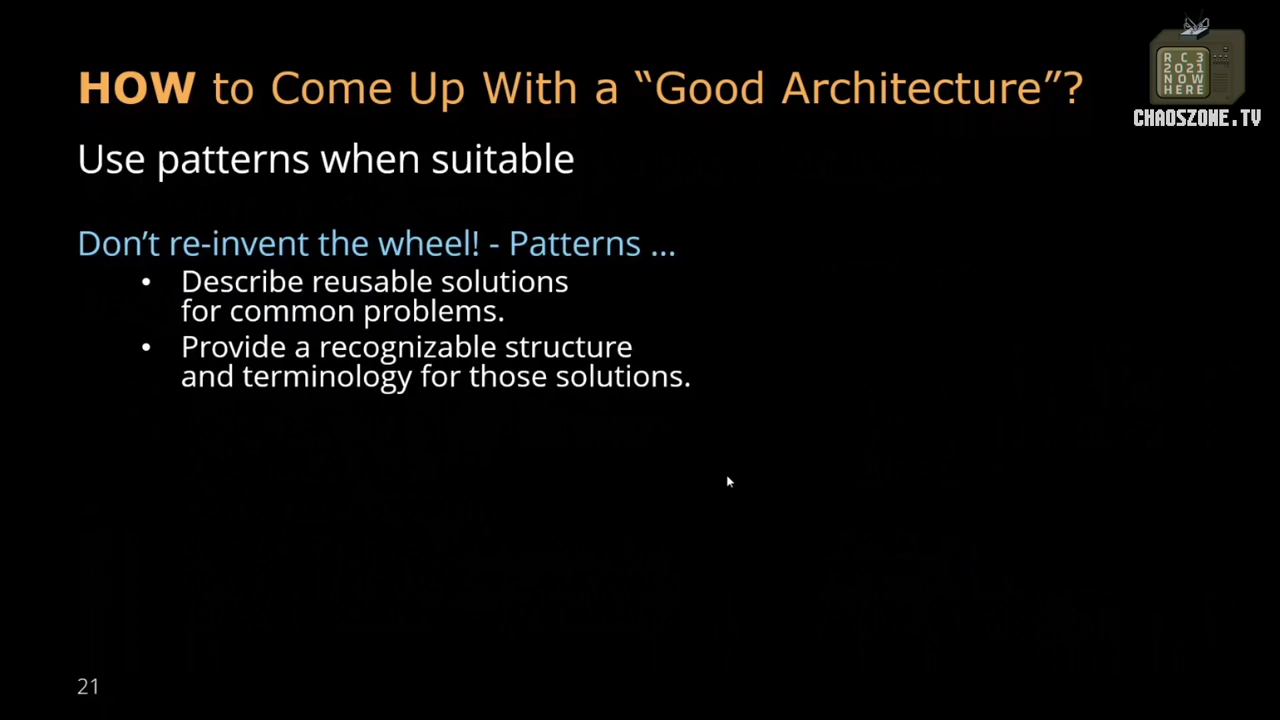 HOW to Come Up With a “Good Architecture”?
Use patterns when suitable
Don’t re-invent the wheel! - Patterns ...
• Describe reusable solutions
for common problems.
• Provide a recognizable structure
and terminology for those solutions.
21
R C 3
2021
NOW
HERE
CHAOSZONE.TV